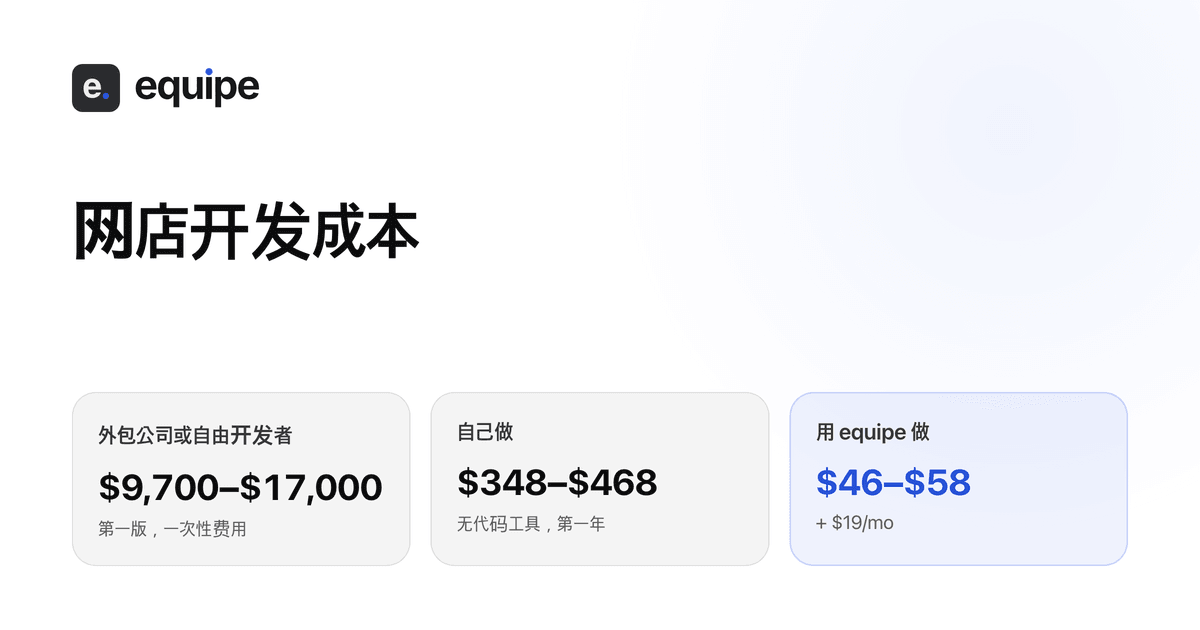 e. equipe
网店开发成本
外包公司或自由开发者
$9,700–$17,000
第一版，一次性费用
自己做
$348–$468
无代码工具，第一年
用 equipe 做
$46–$58
+ $19/mo